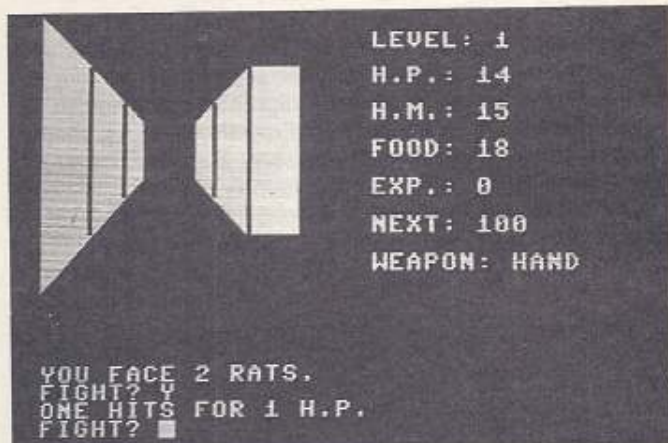 LEVEL: 1
H.P.: 14
H.M.: 15
FOOD: 18
EXP.: 0
NEXT: 100
WEAPON: HAND
YOU FACE 2 RATS.
FIGHT? Y
ONE HITS FOR 1 H.P.
FIGHT?